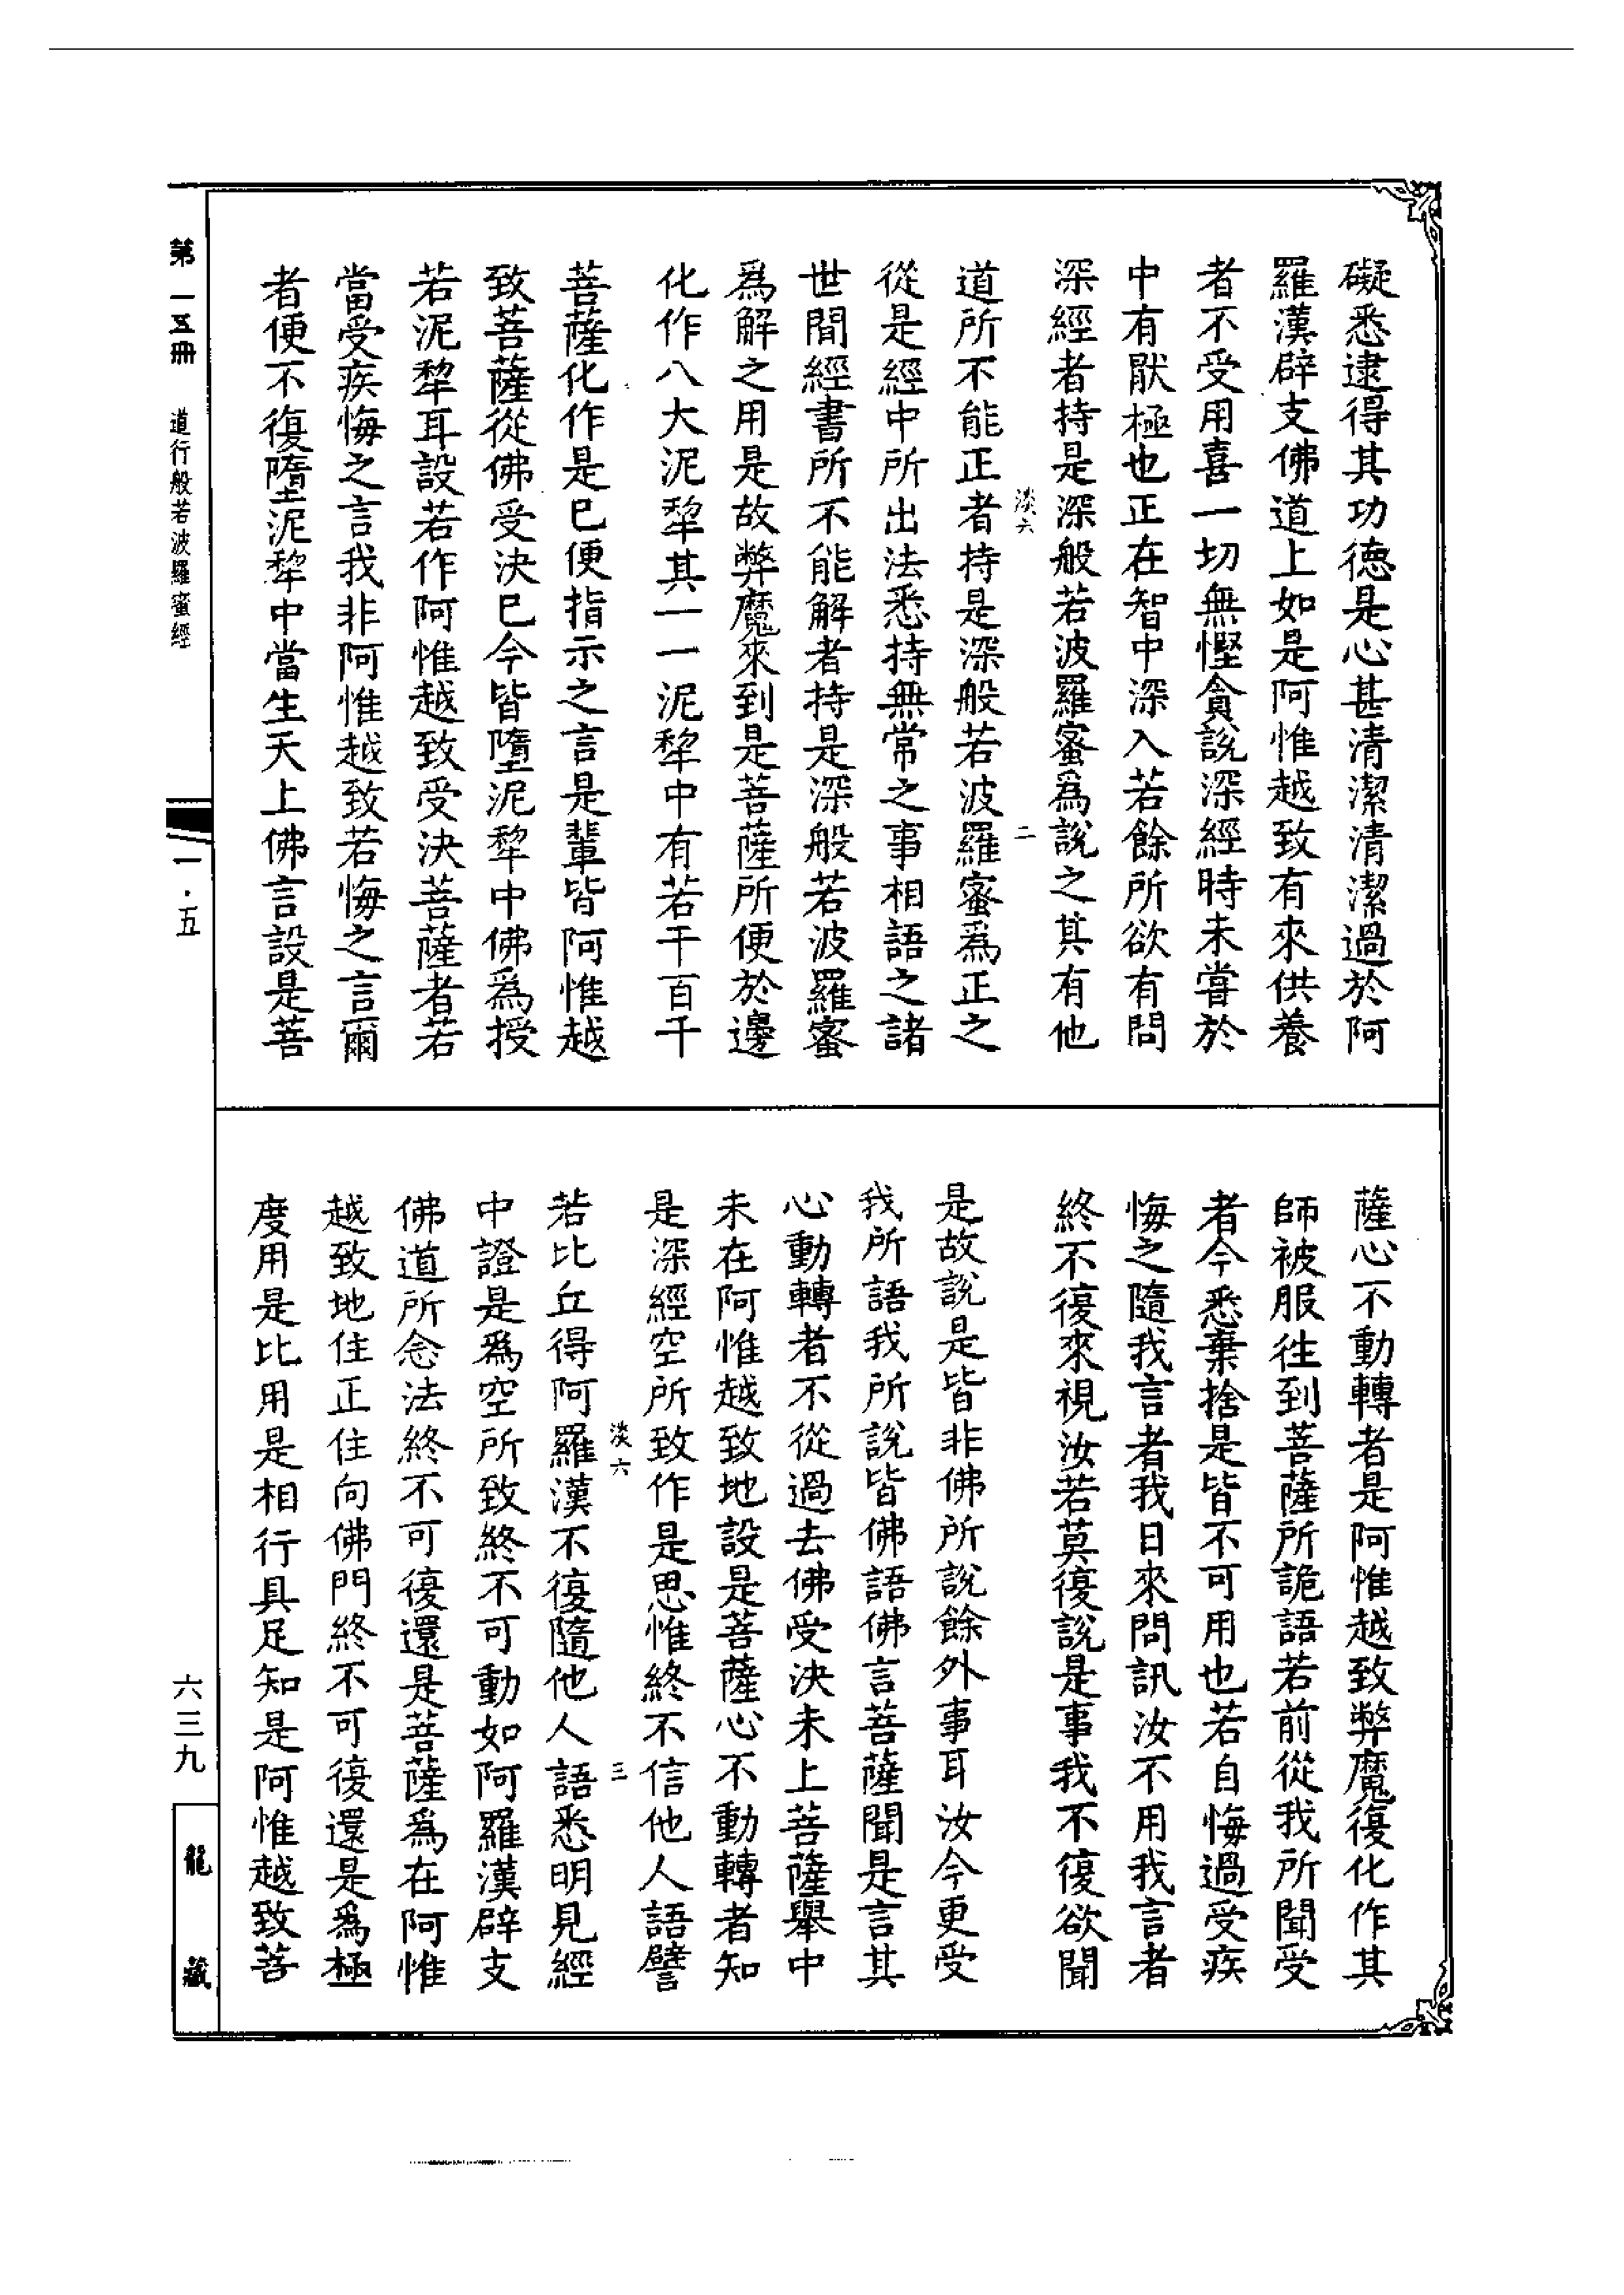 礙悉逮得其功德是心甚清潔清潔過於阿
羅漢辟支佛道上如是阿惟越致有來供養
者不受用喜一切無慳貪說深經時未嘗於
中有厭極也正在智中深入若餘所欲有問
深經者持是深般若波羅蜜爲說之其有他
淡六 二
道所不能正者持是深般若波羅蜜爲正之
從是經中所出法悉持無常之事相語之諸
世間經書所不能解者持是深般若波羅蜜
爲解之用是故弊魔來到是菩薩所便於邊
化作八大泥犂其一一泥犂中有若干百千
菩薩化作是已便指示之言是輩皆阿惟越
致菩薩從佛受決已今皆墮泥犂中佛爲授
若泥犂耳設若作阿惟越致受決菩薩者若
當受疾悔之言我非阿惟越致若悔之言爾
者便不復墮泥犂中當生天上佛言設是菩
薩心不動轉者是阿惟越致弊魔復化作其
師被服往到菩薩所詭語若前從我所聞受
者今悉棄捨是皆不可用也若自悔過受疾
悔之隨我言者我日來問訊汝不用我言者
終不復來視汝若莫復說是事我不復欲聞
是故說是皆非佛所說餘外事耳汝今更受
我所語我所說皆佛語佛言菩薩聞是言其
心動轉者不從過去佛受決未上菩薩舉中
未在阿惟越致地設是菩薩心不動轉者知
是深經空所致作是思惟終不信他人語譬
淡六 三
若比丘得阿羅漢不復隨他人語悉明見經
中證是爲空所致終不可動如阿羅漢辟支
佛道所念法終不可復還是菩薩爲在阿惟
越致地住正住向佛門終不可復還是爲極
度用是比用是相行具足知是阿惟越致菩
第一五冊 道行般若波羅蜜經
一·五
六三九
龍藏